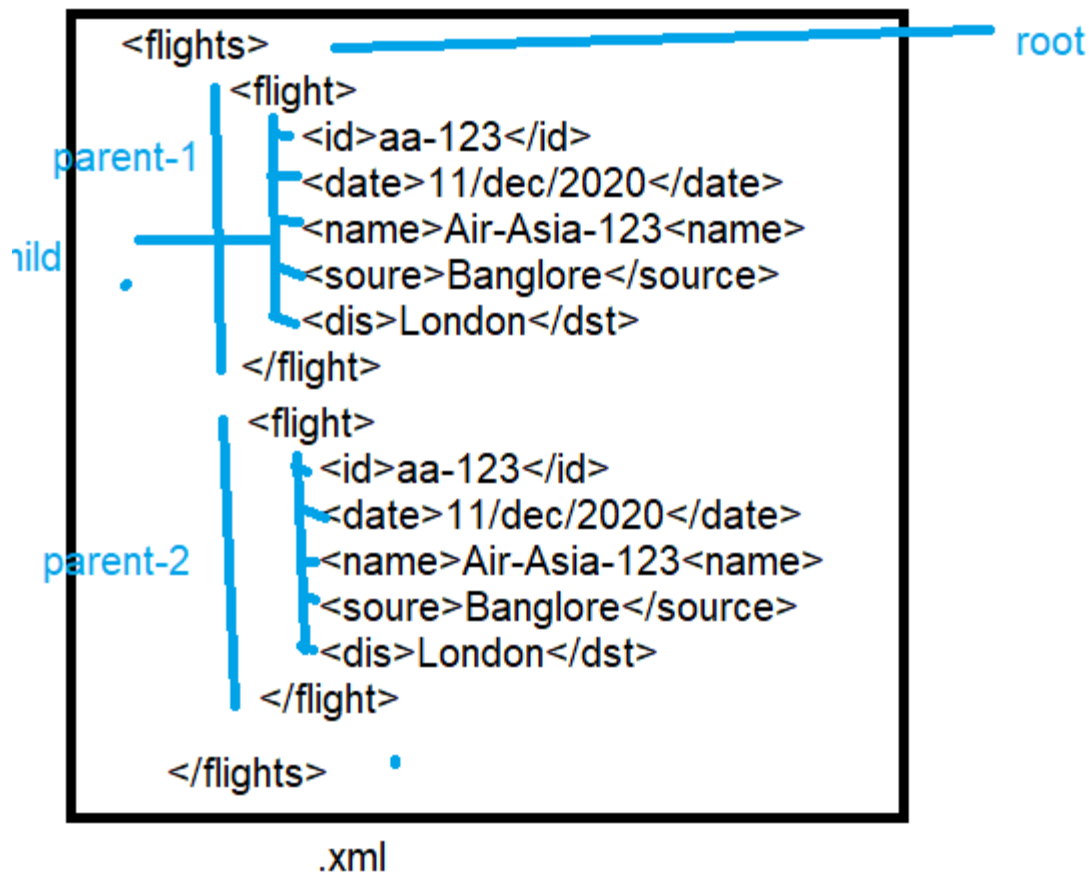 <flights>
root
<flight>
parent-1
<id>aa-123</id>
<date>11/dec/2020</date>
<name>Air-Asia-123<name>
hild
<soure>Banglore</source>
<dis>London</dst>
</flight>
<flight>
<id>aa-123</id>
<date>11/dec/2020</date>
parent-2
<name>Air-Asia-123<name>
<soure>Banglore</source>
<dis>London</dst>
</flight>
</flights>
.xml